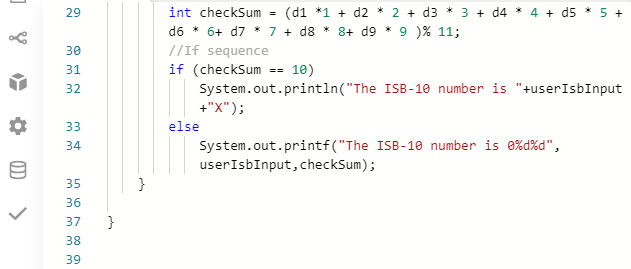 29 int checkSum = (d1 *1 + d2 * 2 + d3 * 3 + d4 * 4 + d5 * 5 +
d6 * 6+ d7 * 7 + d8 * 8+ d9 * 9 )% 11;
30 //If sequence
31 if (checkSum == 10)
32 System.out.println("The ISB-10 number is "+userIsbInput
+"X");
33 else
34 System.out.printf("The ISB-10 number is 0%d%d",
userIsbInput,checkSum);
35 }
36
37 }
38
39